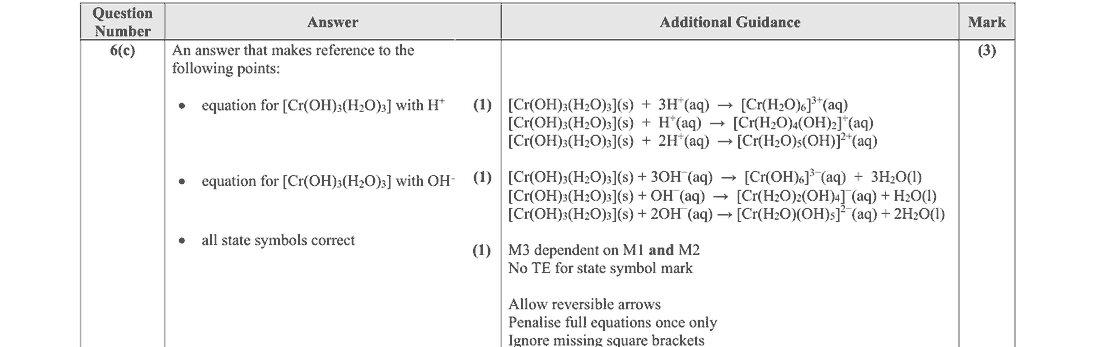 Question Number Answer Additional Guidance Mark
6(c) An answer that makes reference to the following points: (3)
• equation for [Cr(OH)₃(H₂O)₃] with H⁺ (1) [Cr(OH)₃(H₂O)₃](s) + 3H⁺(aq) → [Cr(H₂O)₆]³⁺(aq)
[Cr(OH)₃(H₂O)₃](s) + H⁺(aq) → [Cr(H₂O)₄(OH)₂]⁺(aq)
[Cr(OH)₃(H₂O)₃](s) + 2H⁺(aq) → [Cr(H₂O)₅(OH)]²⁺(aq)
• equation for [Cr(OH)₃(H₂O)₃] with OH⁻ (1) [Cr(OH)₃(H₂O)₃](s) + 3OH⁻(aq) → [Cr(OH)₆]³⁻(aq) + 3H₂O(l)
[Cr(OH)₃(H₂O)₃](s) + OH⁻(aq) → [Cr(H₂O)₂(OH)₄]⁻(aq) + H₂O(l)
[Cr(OH)₃(H₂O)₃](s) + 2OH⁻(aq) → [Cr(H₂O)(OH)₅]²⁻(aq) + 2H₂O(l)
• all state symbols correct (1) M3 dependent on M1 and M2
No TE for state symbol mark
Allow reversible arrows
Penalise full equations once only
Ignore missing square brackets